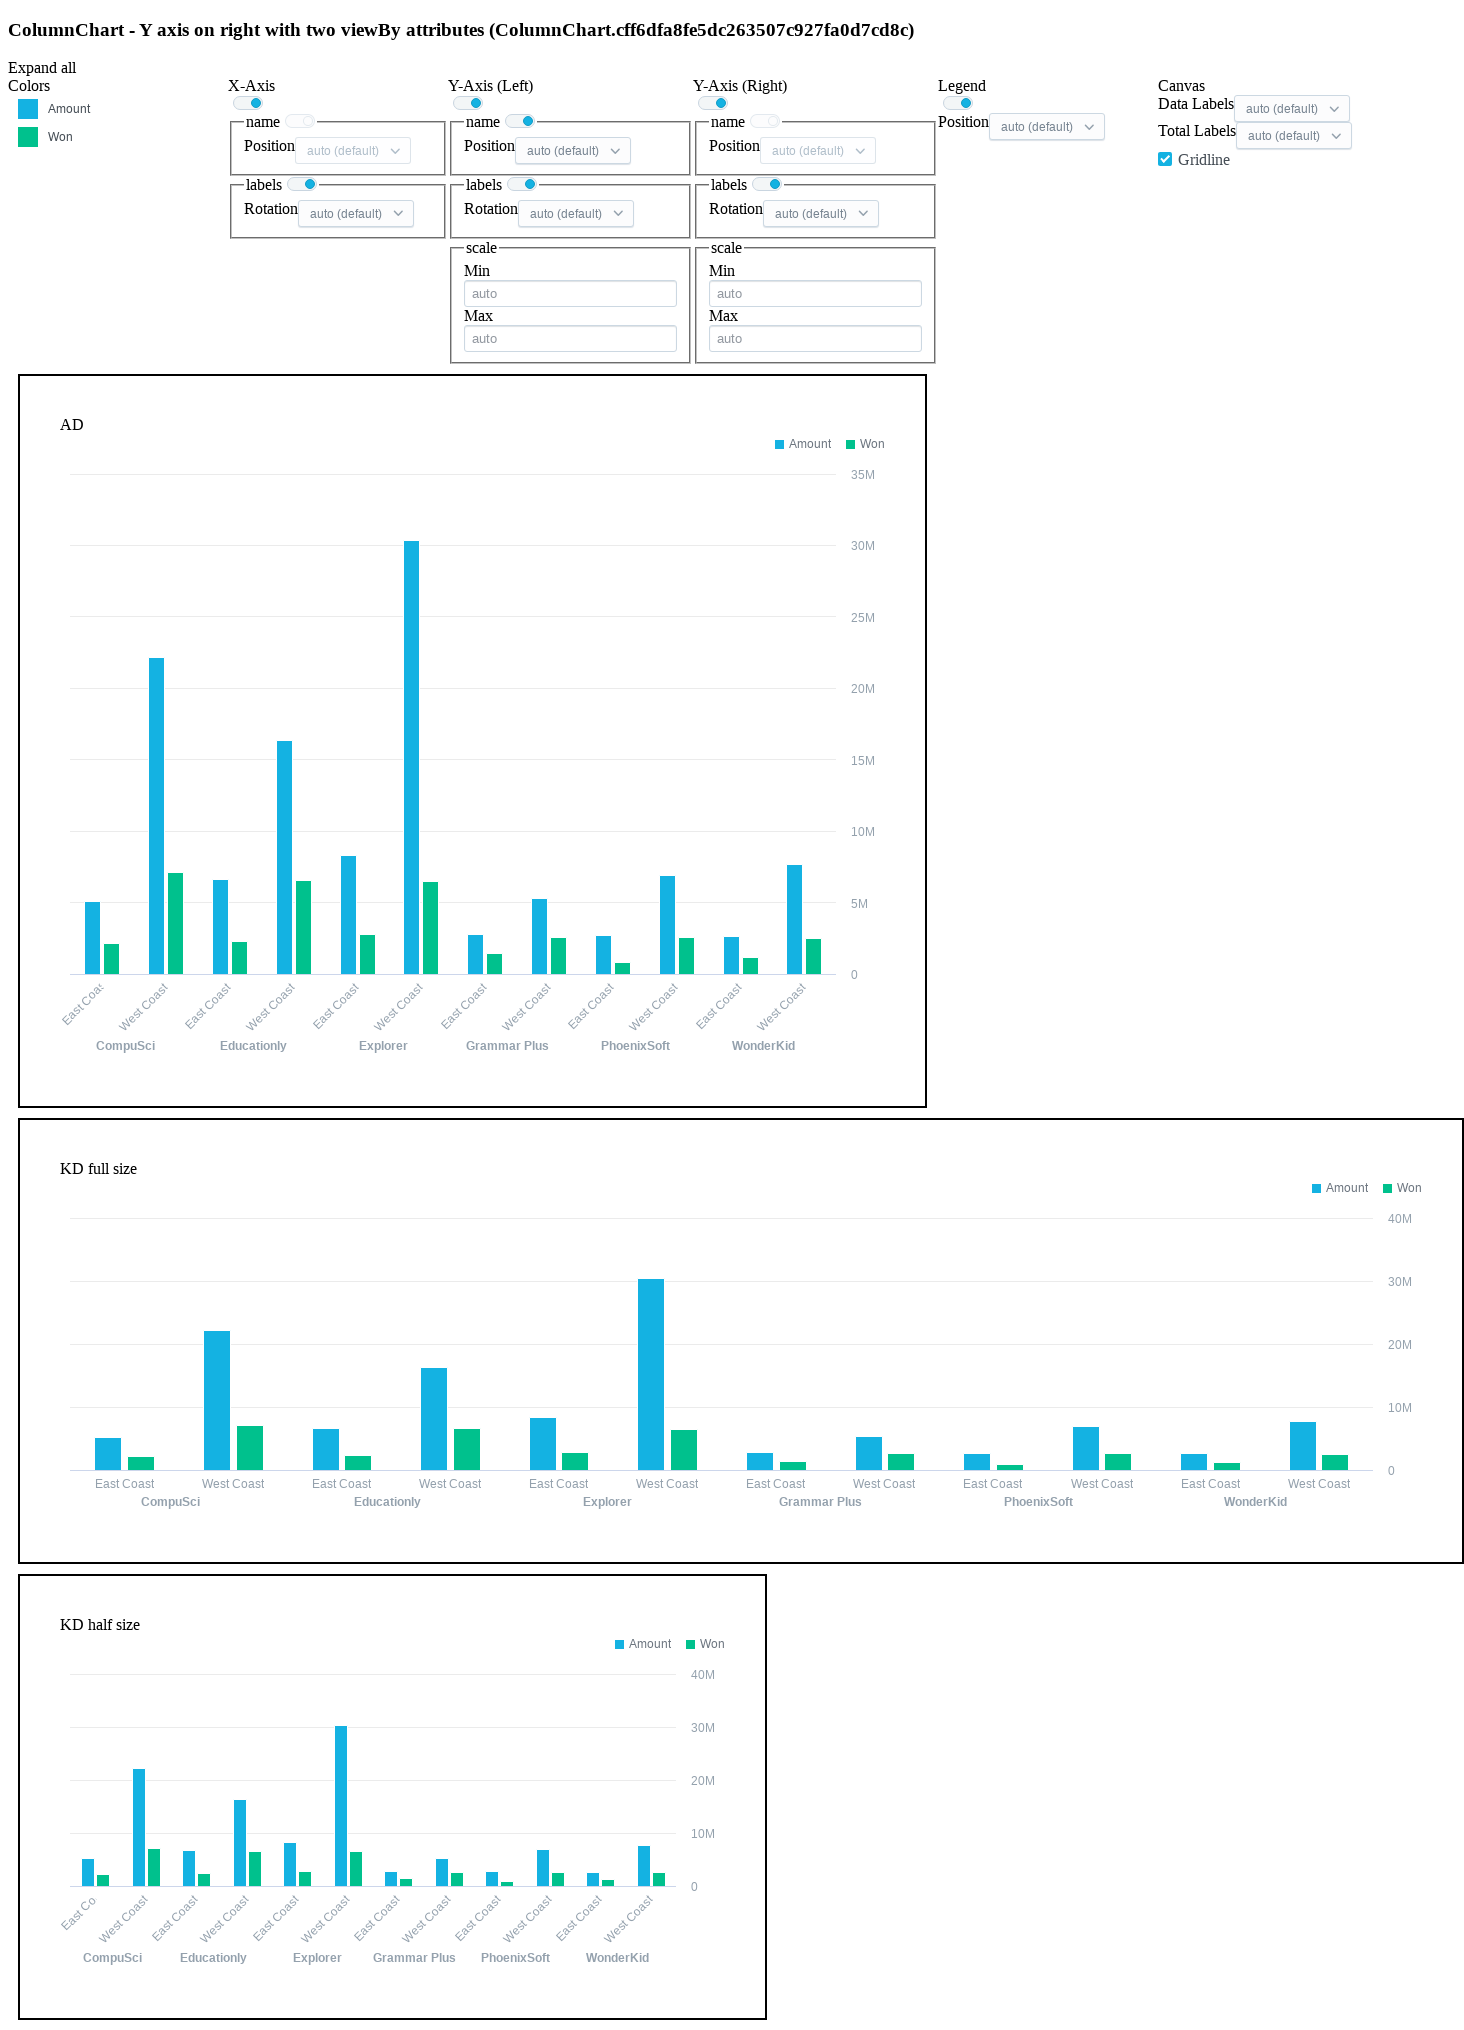 ColumnChart - Y axis on right with two viewBy attributes (ColumnChart.cff6dfa8fe5dc263507c927fa0d7cd8c)
Expand all
Colors
Amount
Won
X-Axis
name
Position auto (default)
labels
Rotation auto (default)
Y-Axis (Left)
name
Position auto (default)
labels
Rotation auto (default)
scale
Min
auto
Max
auto
Y-Axis (Right)
name
Position auto (default)
labels
Rotation auto (default)
scale
Min
auto
Max
auto
Legend
Position auto (default)
Canvas
Data Labels auto (default)
Total Labels auto (default)
Gridline
AD
Amount Won
35M
30M
25M
20M
15M
10M
5M
0
East Coas West Coast East Coast West Coast East Coast West Coast East Coast West Coast East Coast West Coast East Coast West Coast
CompuSci Educationly Explorer Grammar Plus PhoenixSoft WonderKid
KD full size
Amount Won
40M
30M
20M
10M
0
East Coast West Coast East Coast West Coast East Coast West Coast East Coast West Coast East Coast West Coast East Coast West Coast
CompuSci Educationly Explorer Grammar Plus PhoenixSoft WonderKid
KD half size
Amount Won
40M
30M
20M
10M
0
East Co West Coast East Coast West Coast East Coast West Coast East Coast West Coast East Coast West Coast East Coast West Coast
CompuSci Educationly Explorer Grammar Plus PhoenixSoft WonderKid